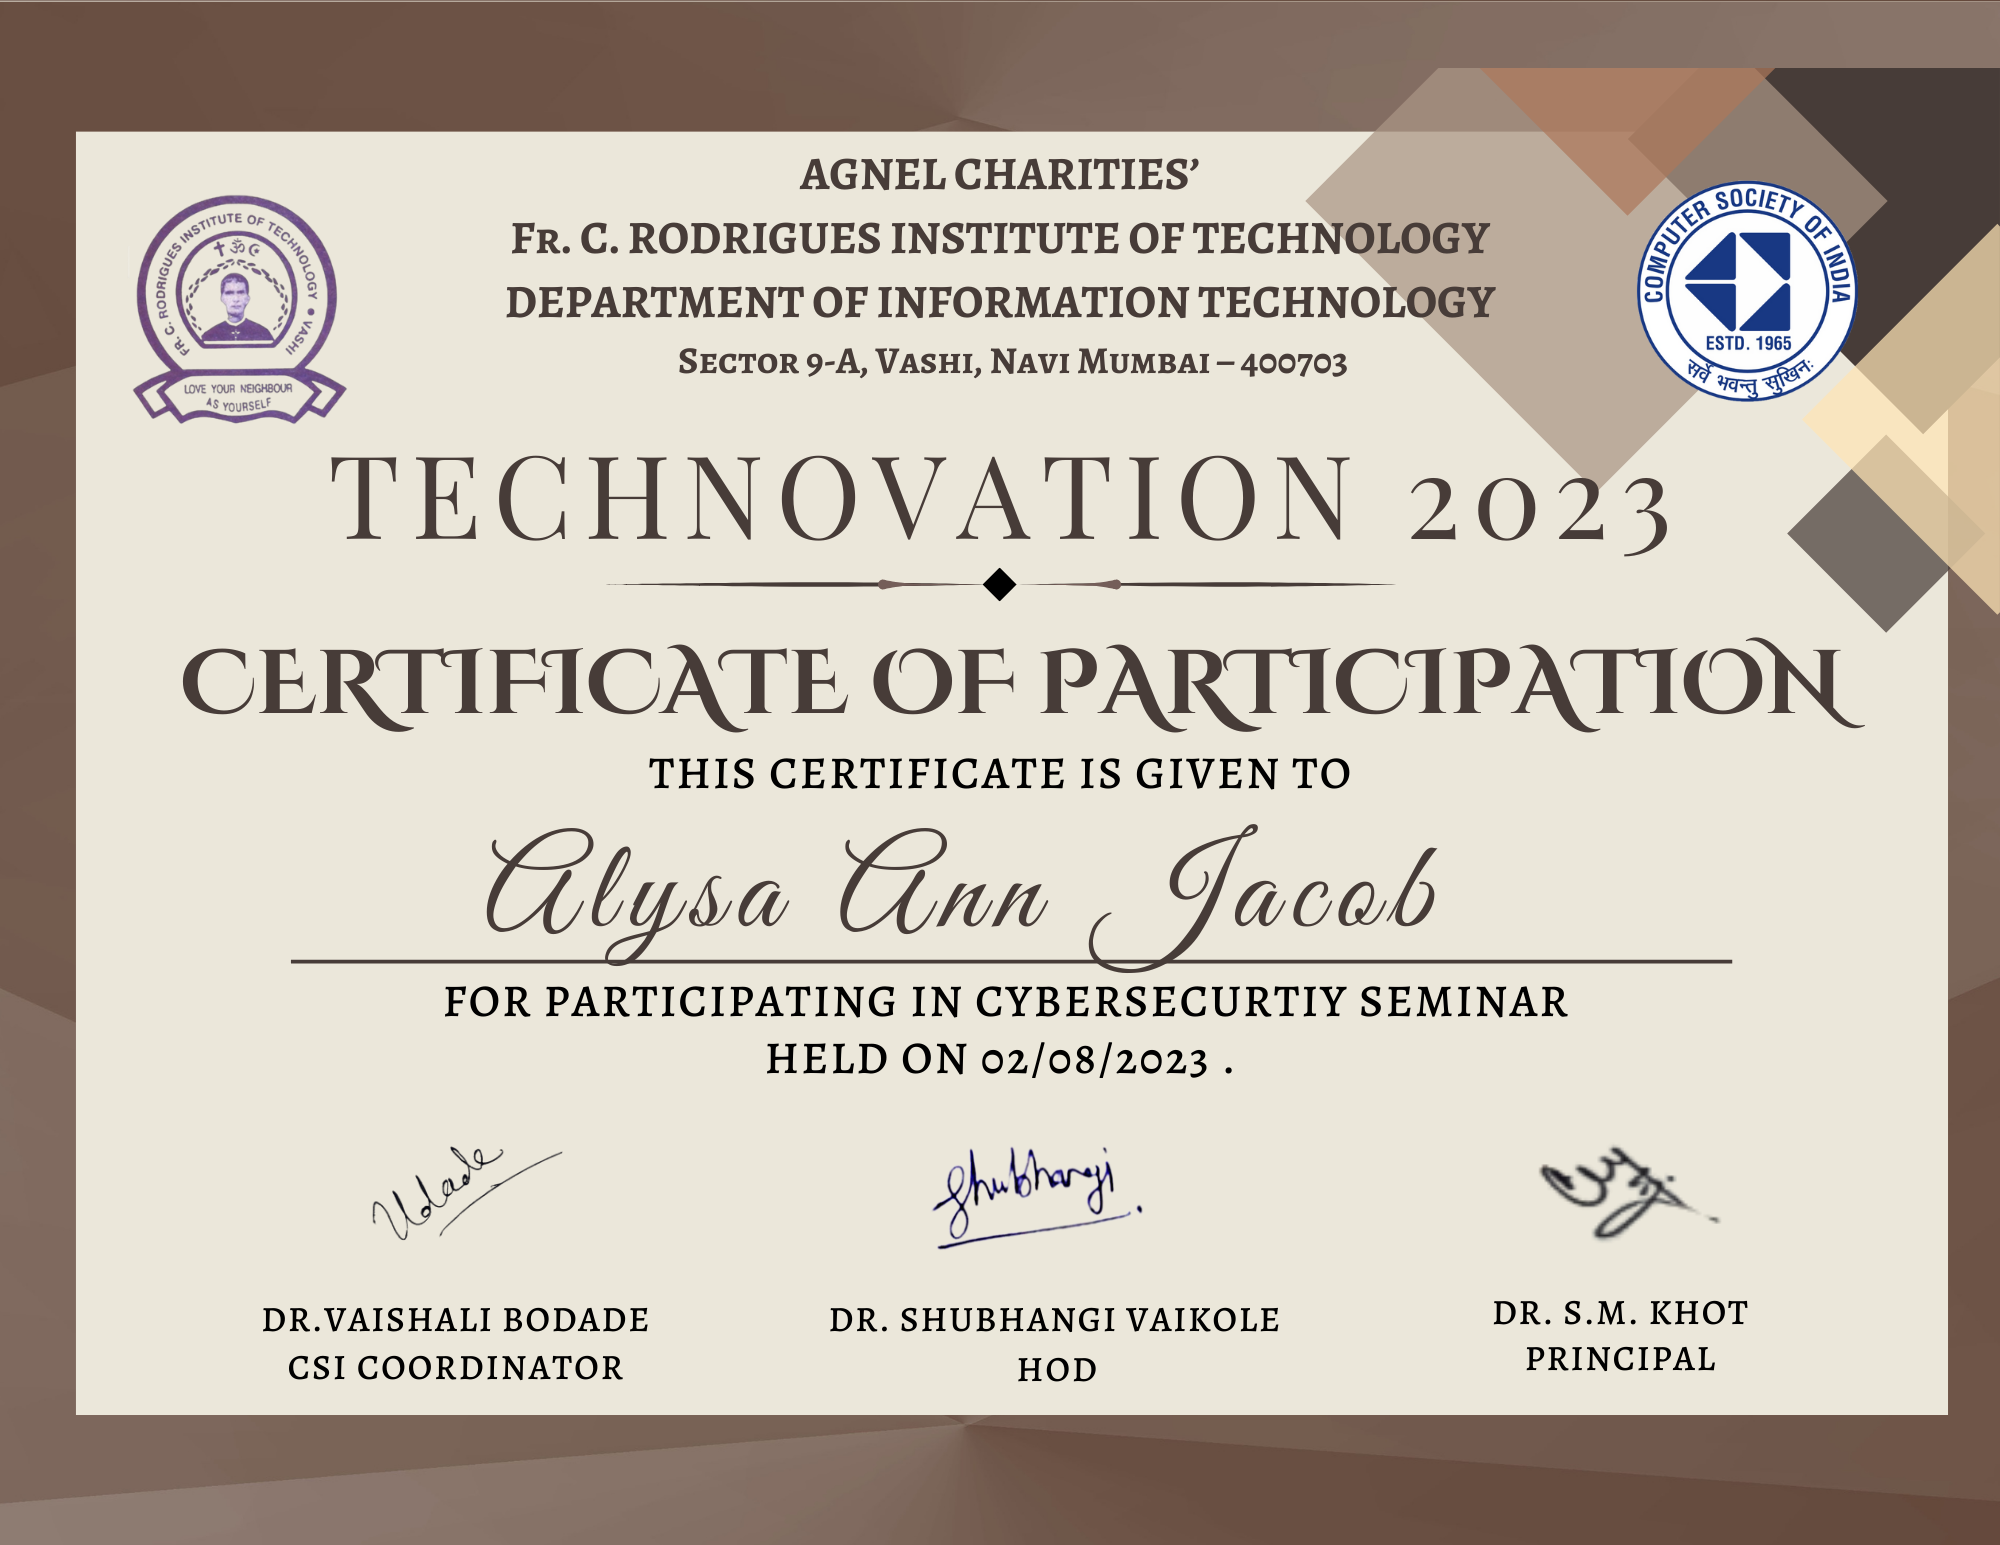 AGNEL CHARITIES’
FR. C. RODRIGUES INSTITUTE OF TECHNOLOGY
DEPARTMENT OF INFORMATION TECHNOLOGY
SECTOR 9-A, VASHI, NAVI MUMBAI – 400703
FR. C. RODRIGUES INSTITUTE OF TECHNOLOGY • VASHI
LOVE YOUR NEIGHBOUR
AS YOURSELF
COMPUTER SOCIETY OF INDIA
ESTD. 1965
सर्वे भवन्तु सुखिनः
TECHNOVATION 2023
CERTIFICATE OF PARTICIPATION
THIS CERTIFICATE IS GIVEN TO
Alysa Ann Jacob
FOR PARTICIPATING IN CYBERSECURTIY SEMINAR
HELD ON 02/08/2023 .
Shubhangi
DR.VAISHALI BODADE
CSI COORDINATOR
DR. SHUBHANGI VAIKOLE
HOD
DR. S.M. KHOT
PRINCIPAL